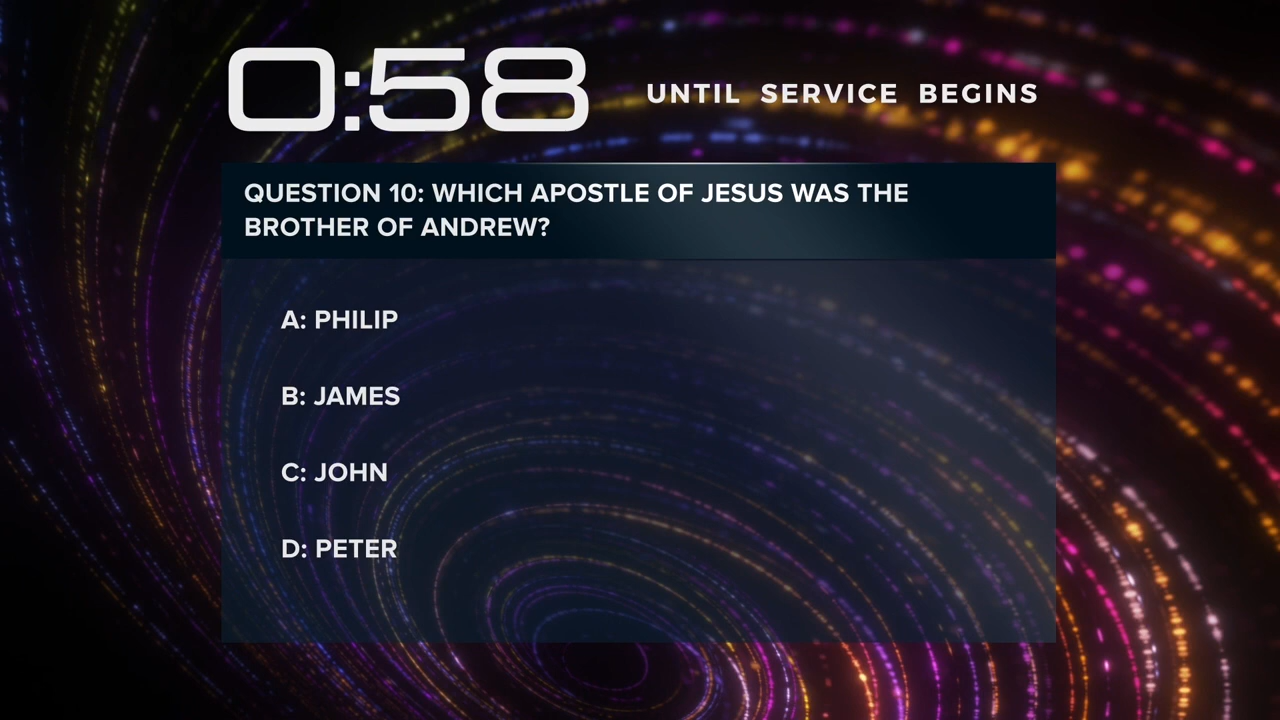 0:58 UNTIL SERVICE BEGINS
QUESTION 10: WHICH APOSTLE OF JESUS WAS THE
BROTHER OF ANDREW?
A: PHILIP
B: JAMES
C: JOHN
D: PETER